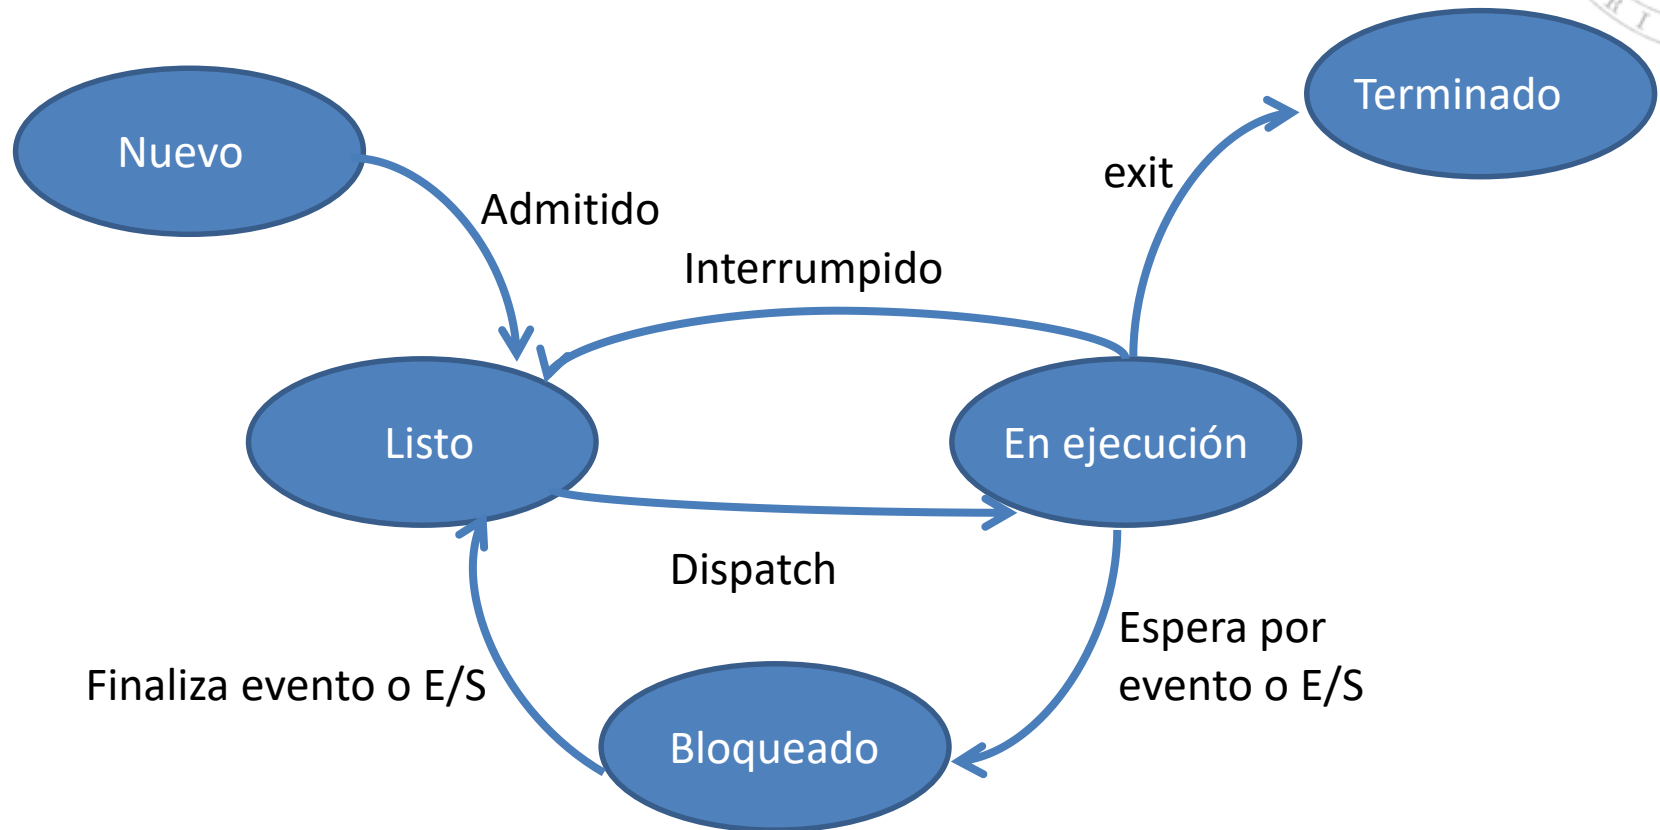 Terminado
Nuevo
exit
Admitido
Interrumpido
Listo
En ejecución
Dispatch
Espera por
evento o E/S
Finaliza evento o E/S
Bloqueado